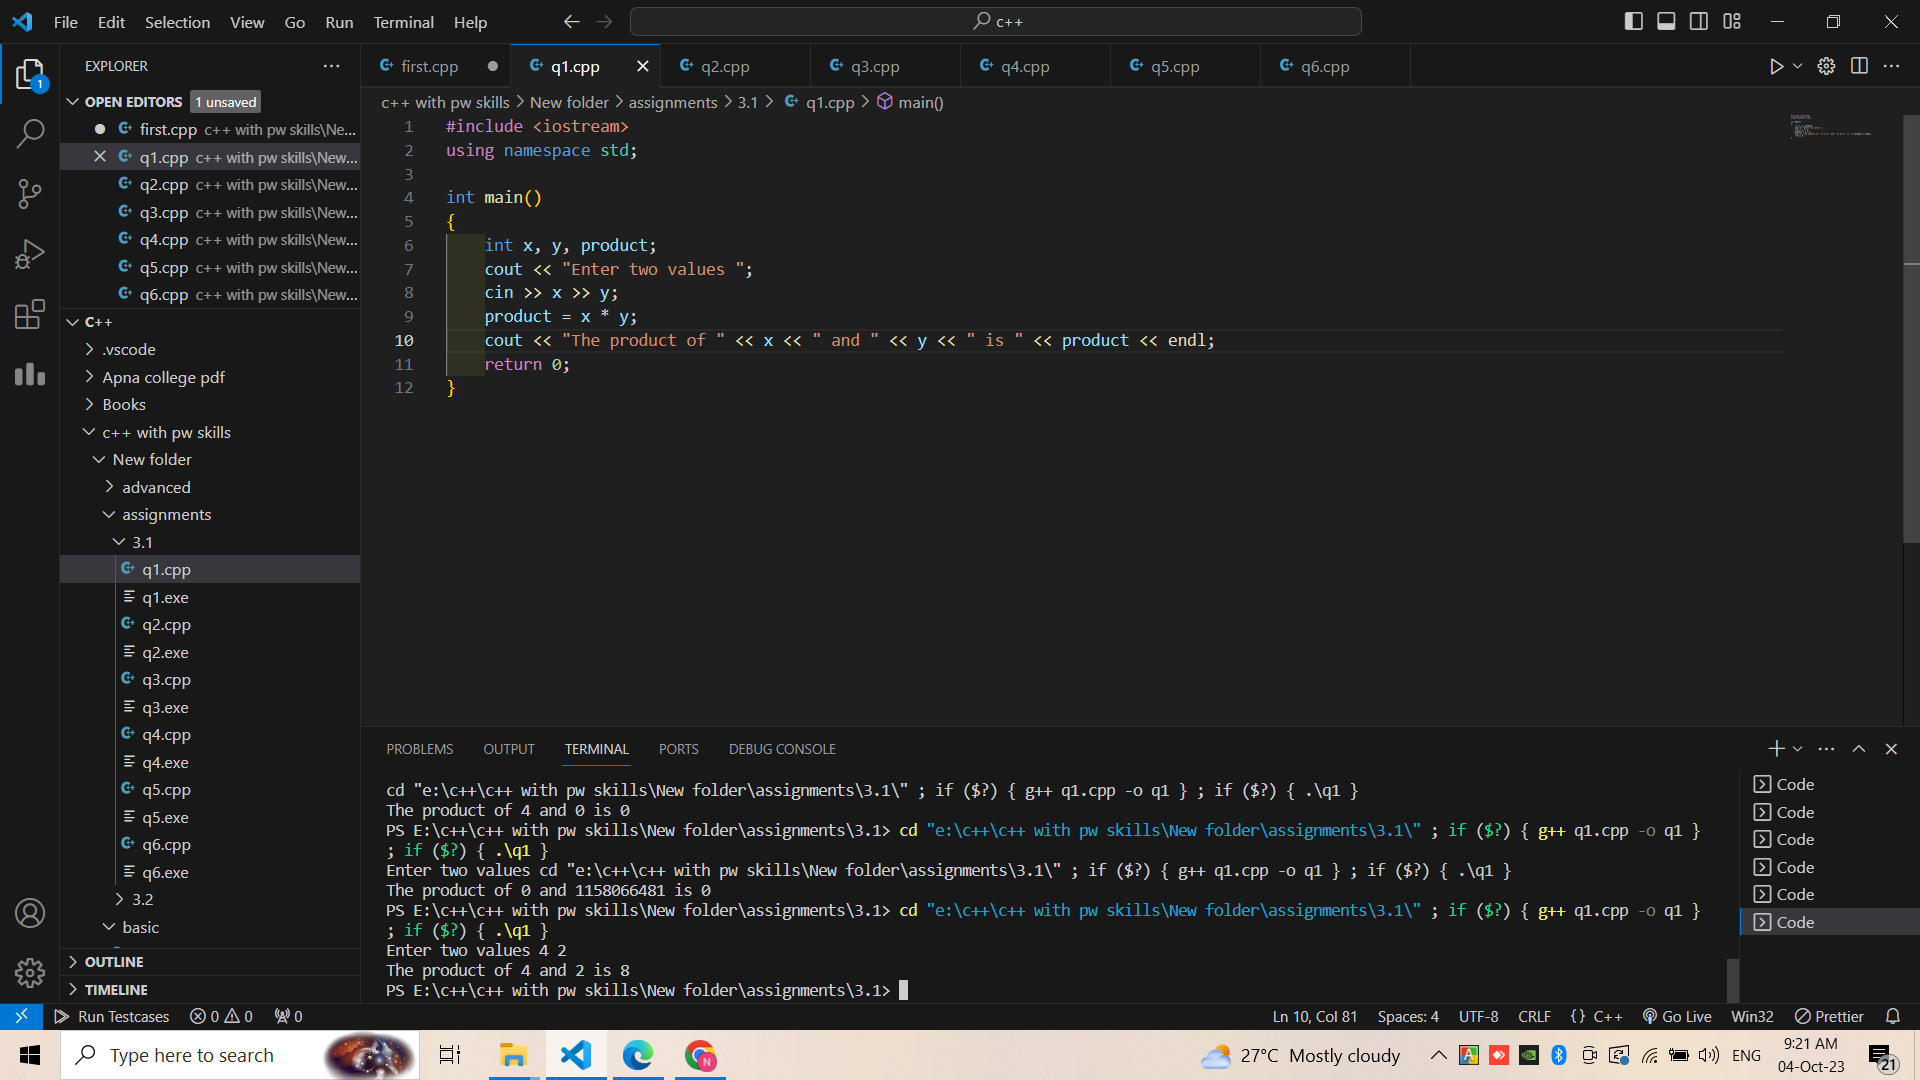 File Edit Selection View Go Run Terminal Help
c++
EXPLORER
OPEN EDITORS 1 unsaved
first.cpp c++ with pw skills\Ne...
q1.cpp c++ with pw skills\New...
q2.cpp c++ with pw skills\New...
q3.cpp c++ with pw skills\New...
q4.cpp c++ with pw skills\New...
q5.cpp c++ with pw skills\New...
q6.cpp c++ with pw skills\New...
C++
.vscode
Apna college pdf
Books
c++ with pw skills
New folder
advanced
assignments
3.1
q1.cpp
q1.exe
q2.cpp
q2.exe
q3.cpp
q3.exe
q4.cpp
q4.exe
q5.cpp
q5.exe
q6.cpp
q6.exe
3.2
basic
OUTLINE
TIMELINE
1
first.cpp q1.cpp q2.cpp q3.cpp q4.cpp q5.cpp q6.cpp
c++ with pw skills > New folder > assignments > 3.1 > q1.cpp > main()
1 #include <iostream>
2 using namespace std;
3
4 int main()
5 {
6 int x, y, product;
7 cout << "Enter two values ";
8 cin >> x >> y;
9 product = x * y;
10 cout << "The product of " << x << " and " << y << " is " << product << endl;
11 return 0;
12 }
PROBLEMS OUTPUT TERMINAL PORTS DEBUG CONSOLE
cd "e:\c++\c++ with pw skills\New folder\assignments\3.1\" ; if ($?) { g++ q1.cpp -o q1 } ; if ($?) { .\q1 }
The product of 4 and 0 is 0
PS E:\c++\c++ with pw skills\New folder\assignments\3.1> cd "e:\c++\c++ with pw skills\New folder\assignments\3.1\" ; if ($?) { g++ q1.cpp -o q1 }
; if ($?) { .\q1 }
Enter two values cd "e:\c++\c++ with pw skills\New folder\assignments\3.1\" ; if ($?) { g++ q1.cpp -o q1 } ; if ($?) { .\q1 }
The product of 0 and 1158066481 is 0
PS E:\c++\c++ with pw skills\New folder\assignments\3.1> cd "e:\c++\c++ with pw skills\New folder\assignments\3.1\" ; if ($?) { g++ q1.cpp -o q1 }
; if ($?) { .\q1 }
Enter two values 4 2
The product of 4 and 2 is 8
PS E:\c++\c++ with pw skills\New folder\assignments\3.1>
Code
Code
Code
Code
Code
Code
Run Testcases 0 0 0 Ln 10, Col 81 Spaces: 4 UTF-8 CRLF {} C++ Go Live Win32 Prettier
Type here to search 27°C Mostly cloudy ENG 9:21 AM
04-Oct-23 21